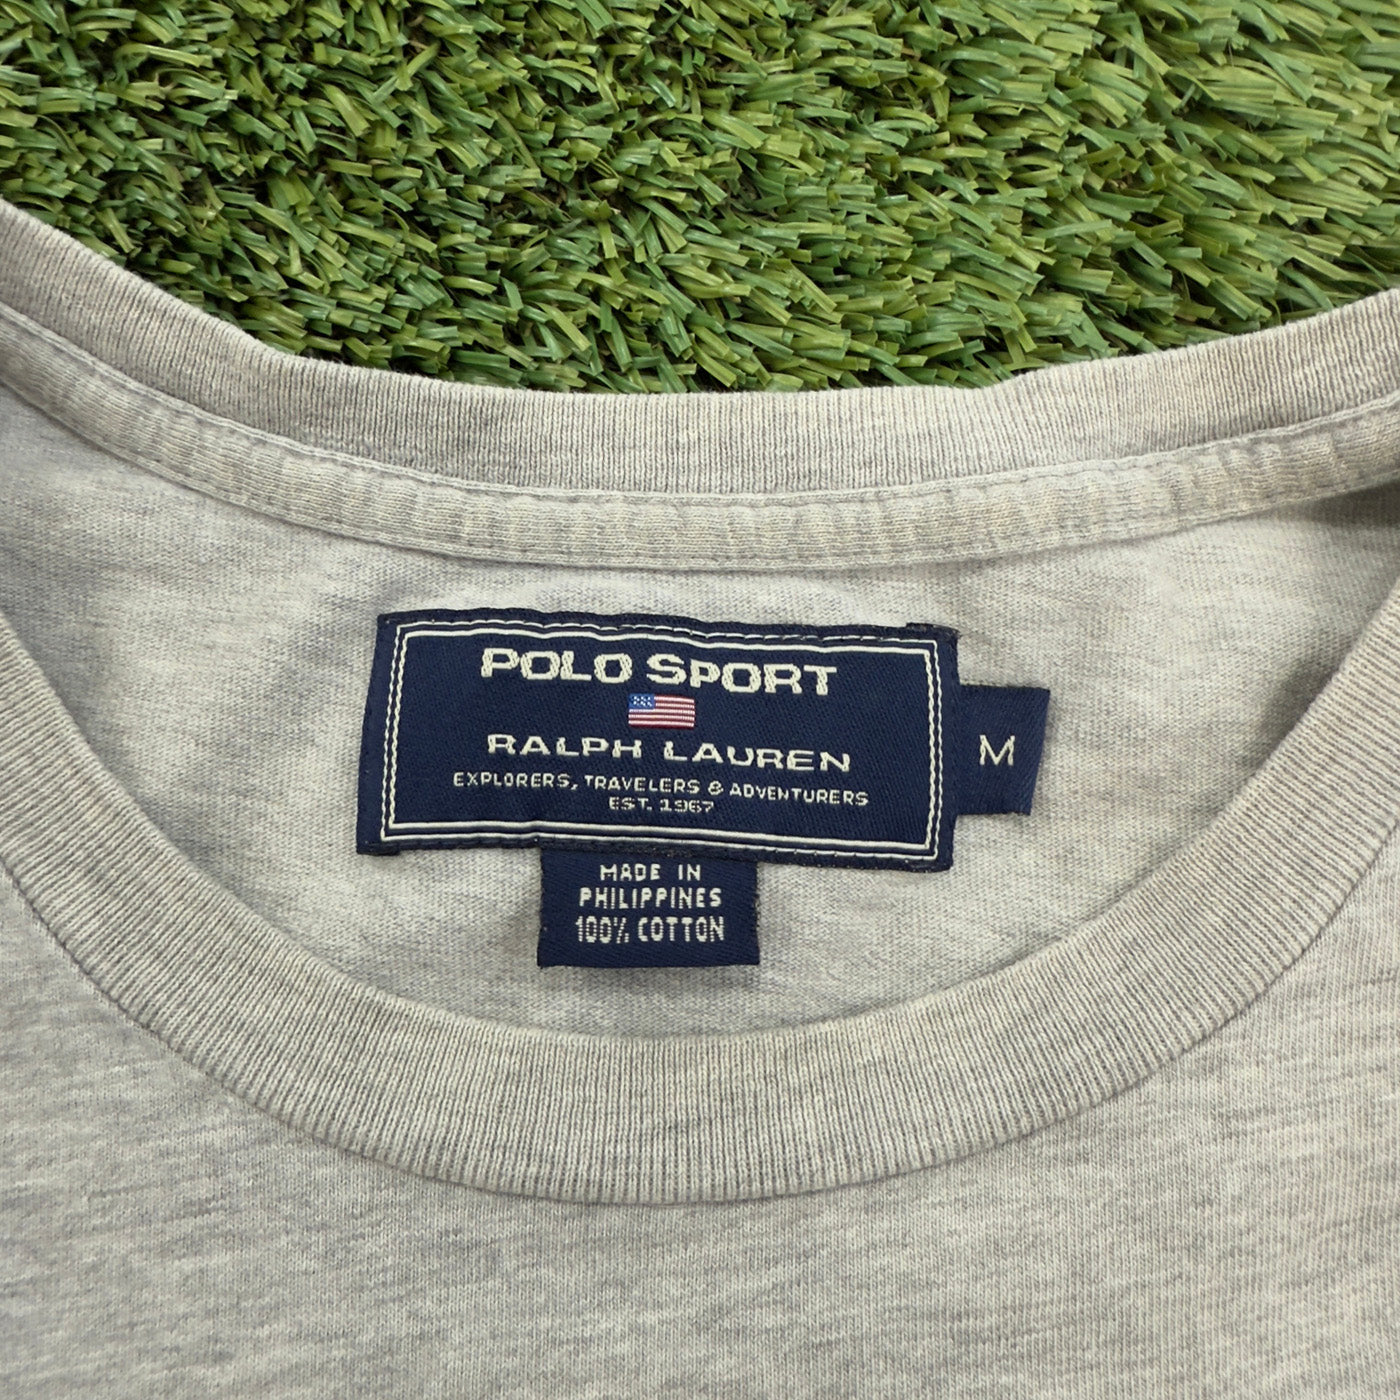 POLO SPORT
RALPH LAUREN
EXPLORERS, TRAVELERS & ADVENTURERS
EST. 1967
M
MADE IN
PHILIPPINES
100% COTTON